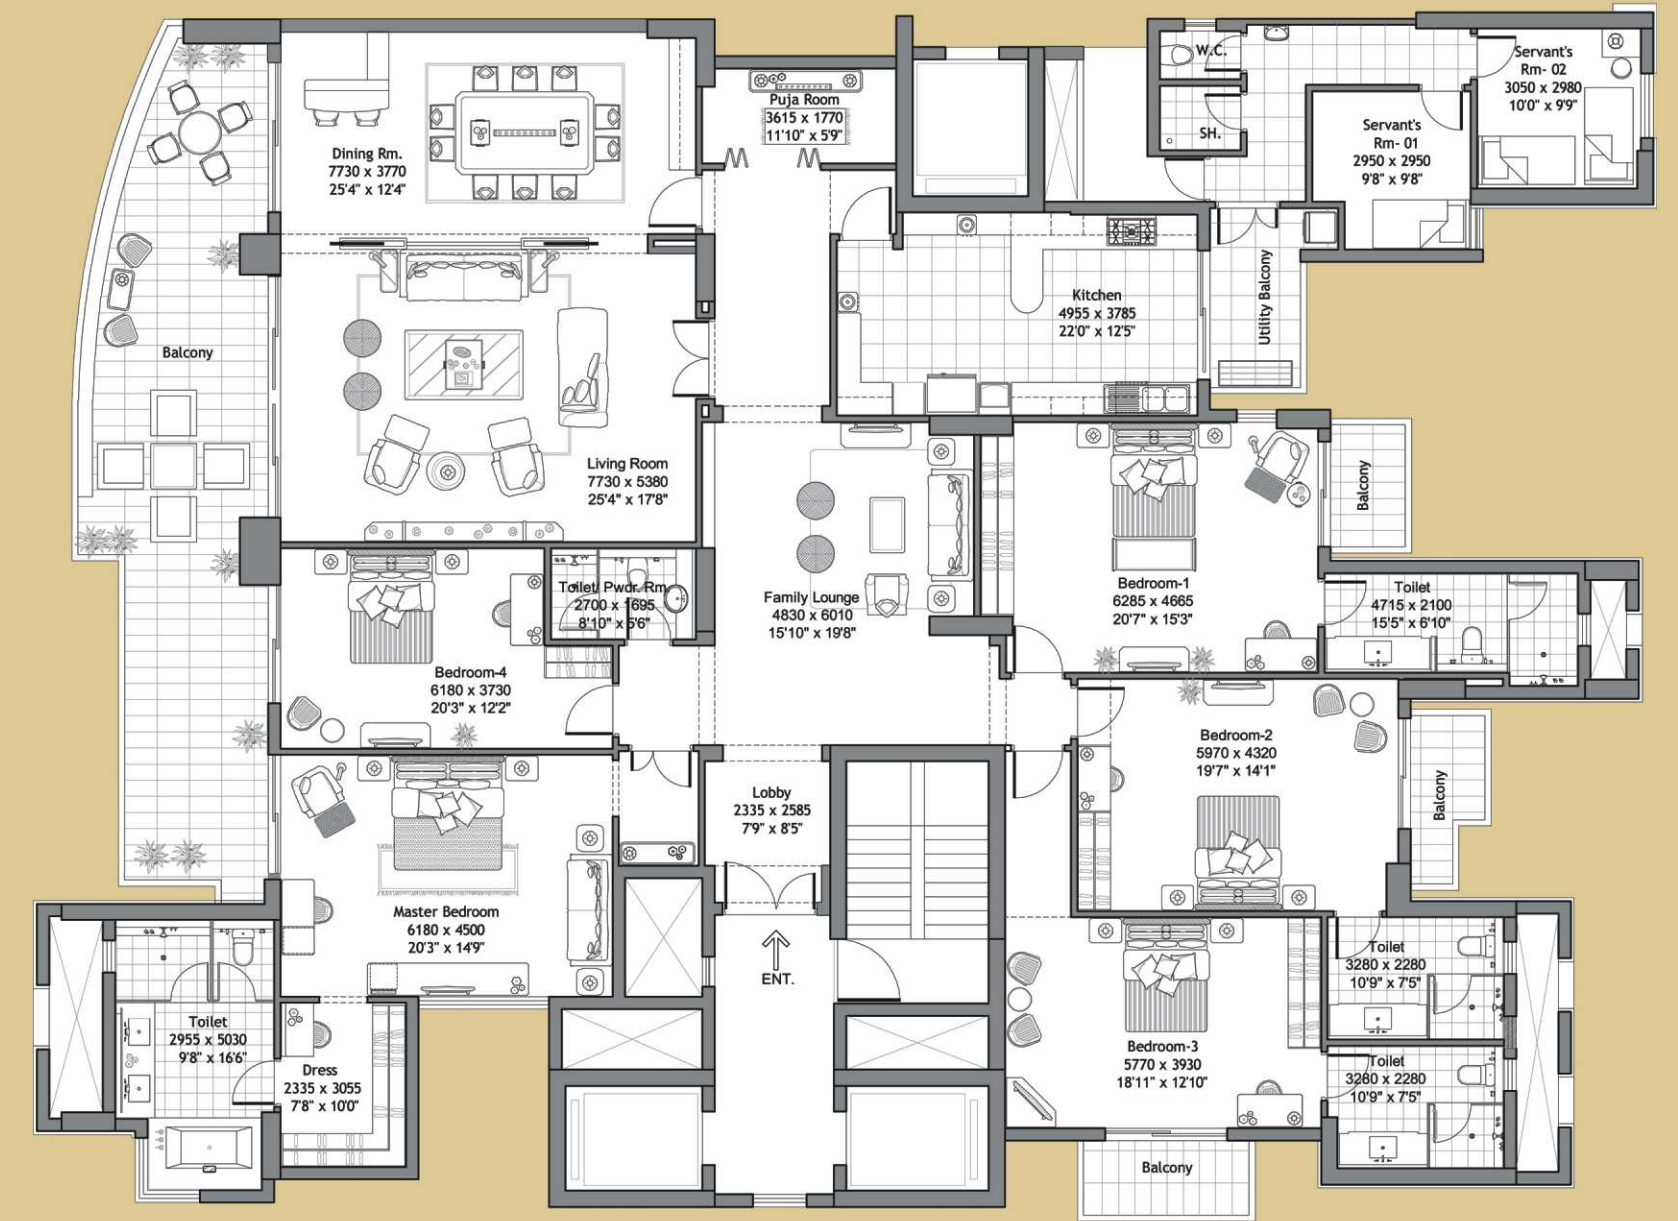 W.C.
SH.
Servant's
Rm- 02
3050 x 2980
10'0" x 9'9"
Servant's
Rm- 01
2950 x 2950
9'8" x 9'8"
Puja Room
3615 x 1770
11'10" x 5'9"
Dining Rm.
7730 x 3770
25'4" x 12'4"
Balcony
Living Room
7730 x 5380
25'4" x 17'8"
Kitchen
4955 x 3785
22'0" x 12'5"
Utility Balcony
Balcony
Family Lounge
4830 x 6010
15'10" x 19'8"
Bedroom-1
6285 x 4665
20'7" x 15'3"
Toilet
4715 x 2100
15'5" x 6'10"
Toilet/ Pwdr. Rm.
2700 x 1695
8'10" x 5'6"
Bedroom-4
6180 x 3730
20'3" x 12'2"
Bedroom-2
5970 x 4320
19'7" x 14'1"
Balcony
Lobby
2335 x 2585
7'9" x 8'5"
Master Bedroom
6180 x 4500
20'3" x 14'9"
ENT.
Toilet
3280 x 2280
10'9" x 7'5"
Toilet
2955 x 5030
9'8" x 16'6"
Dress
2335 x 3055
7'8" x 10'0"
Bedroom-3
5770 x 3930
18'11" x 12'10"
Toilet
3280 x 2280
10'9" x 7'5"
Balcony